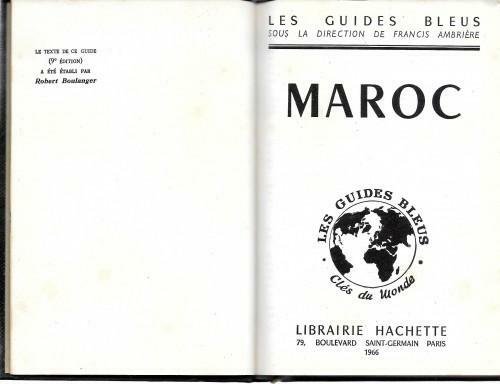 LE TEXTE DE CE GUIDE
(9e ÉDITION)
A ÉTÉ ÉTABLI PAR
Robert Boulanger
LES GUIDES BLEUS
SOUS LA DIRECTION DE FRANCIS AMBRIÈRE
MAROC
LES GUIDES BLEUS
Clés du Monde
LIBRAIRIE HACHETTE
79, BOULEVARD SAINT-GERMAIN PARIS
1966